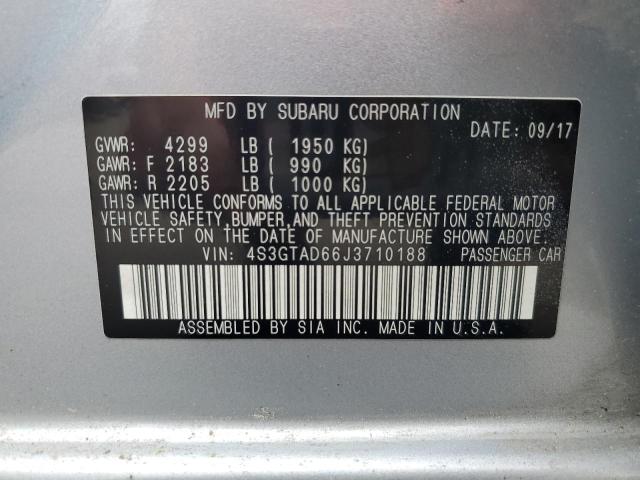 MFD BY SUBARU CORPORATION
DATE: 09/17
GVWR: 4299 LB ( 1950 KG)
GAWR: F 2183 LB ( 990 KG)
GAWR: R 2205 LB ( 1000 KG)
THIS VEHICLE CONFORMS TO ALL APPLICABLE FEDERAL MOTOR
VEHICLE SAFETY,BUMPER,AND THEFT PREVENTION STANDARDS
IN EFFECT ON THE DATE OF MANUFACTURE SHOWN ABOVE.
VIN: 4S3GTAD66J3710188 PASSENGER CAR
ASSEMBLED BY SIA INC. MADE IN U.S.A.